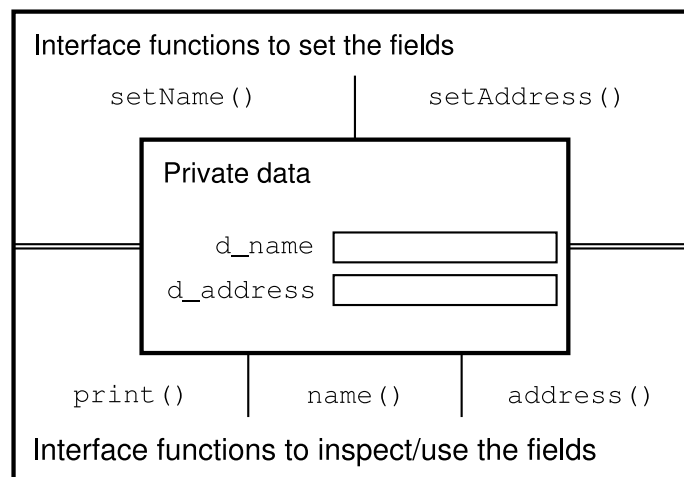 Interface functions to set the fields
setName() setAddress()
Private data
d_name
d_address
print() name() address()
Interface functions to inspect/use the fields